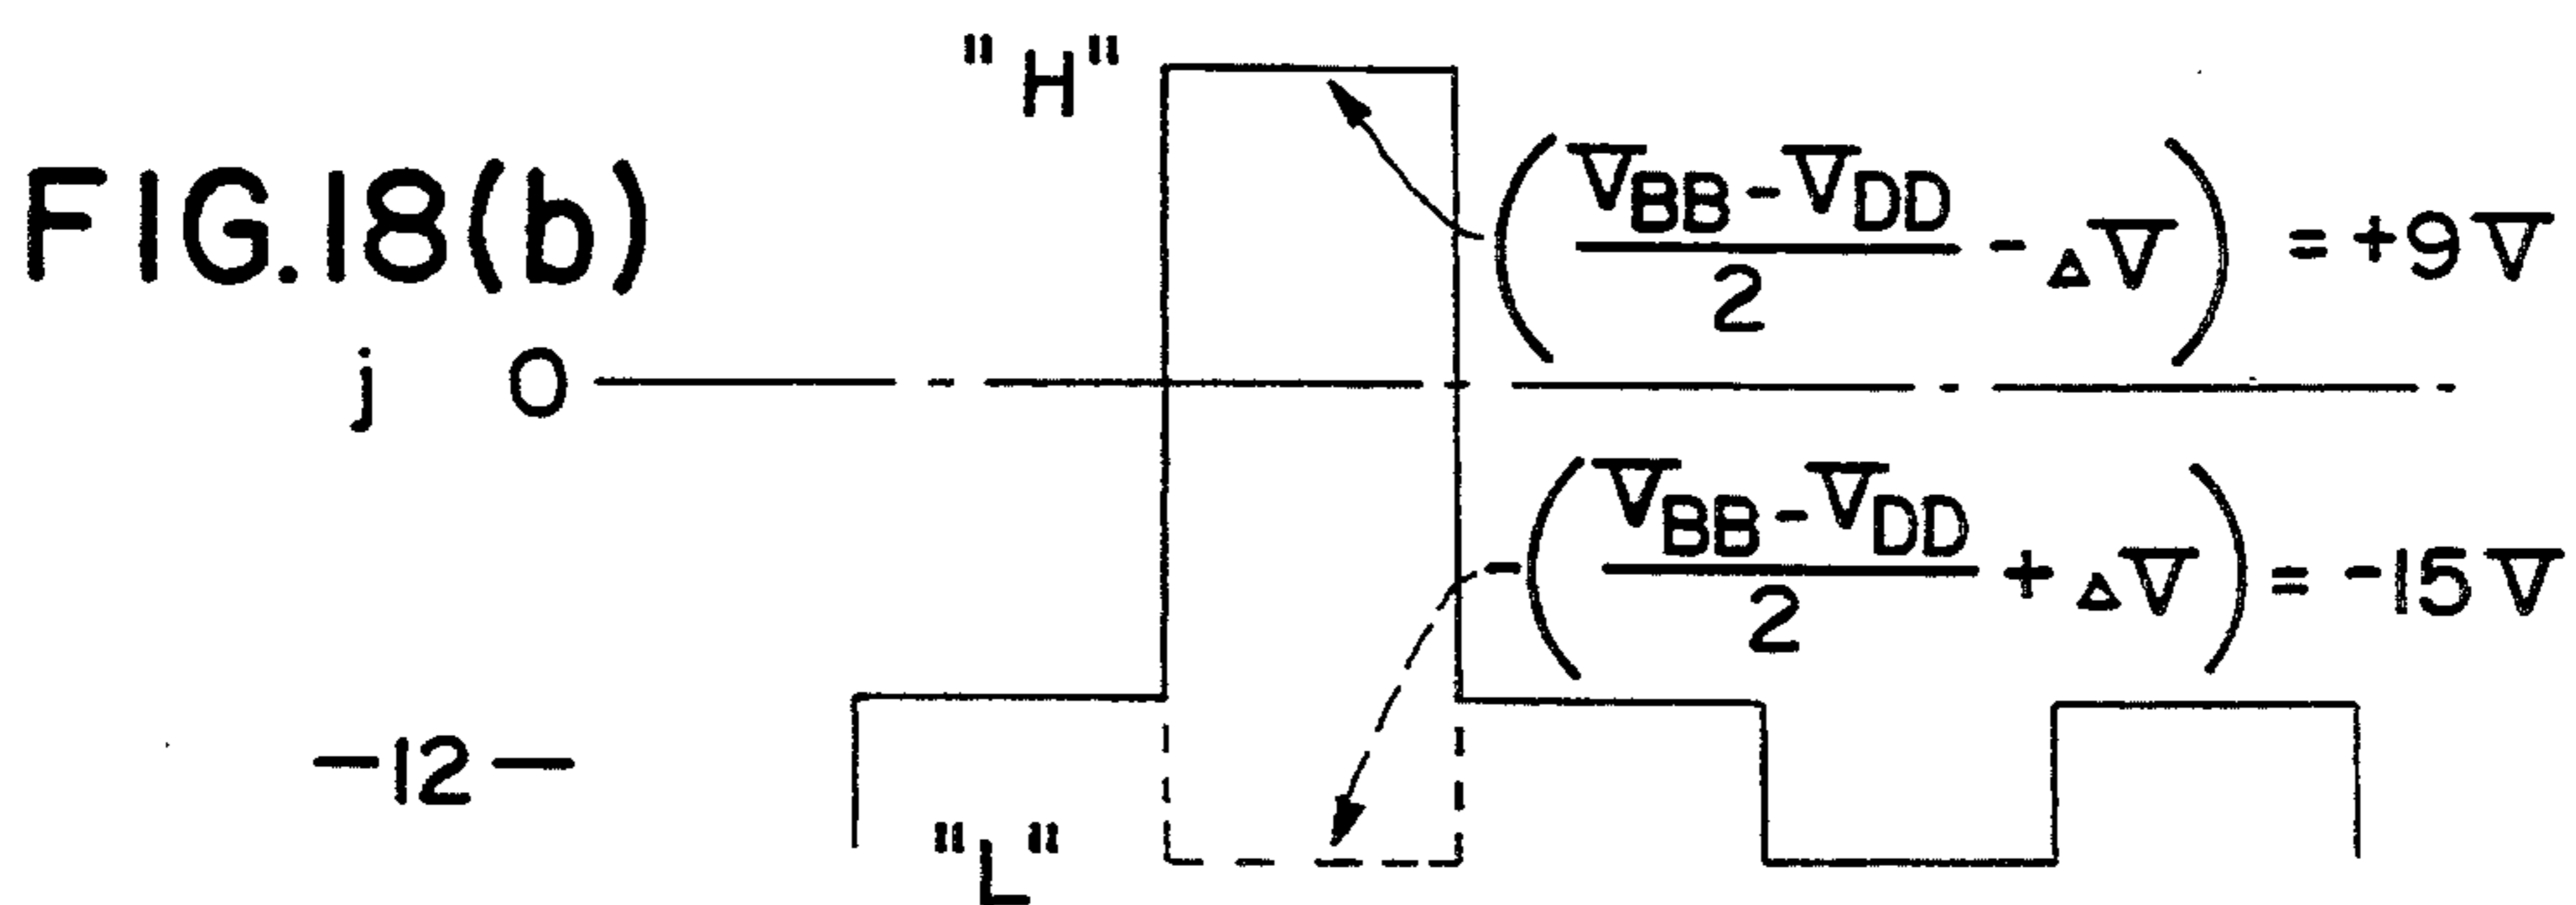 "H"
FIG.18(b)
(V_BB - V_DD / 2 - ΔV) = +9V
j 0
-(V_BB - V_DD / 2 + ΔV) = -15V
-12-
"L"